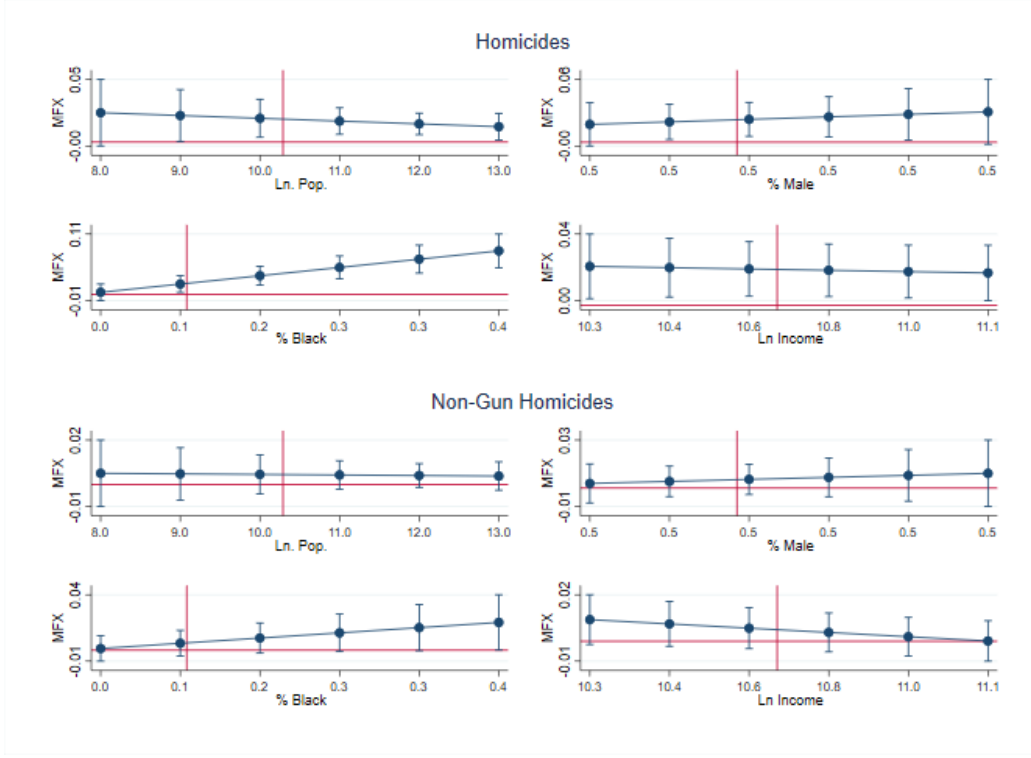 Homicides
MFX
0.05
-0.00
8.0 9.0 10.0 11.0 12.0 13.0
Ln. Pop.
MFX
0.06
-0.00
0.5 0.5 0.5 0.5 0.5 0.5
% Male
MFX
0.11
-0.01
0.0 0.1 0.2 0.3 0.3 0.4
% Black
MFX
0.04
0.00
10.3 10.4 10.6 10.8 11.0 11.1
Ln Income
Non-Gun Homicides
MFX
0.02
-0.01
8.0 9.0 10.0 11.0 12.0 13.0
Ln. Pop.
MFX
0.03
-0.01
0.5 0.5 0.5 0.5 0.5 0.5
% Male
MFX
0.04
-0.01
0.0 0.1 0.2 0.3 0.3 0.4
% Black
MFX
0.02
-0.01
10.3 10.4 10.6 10.8 11.0 11.1
Ln Income